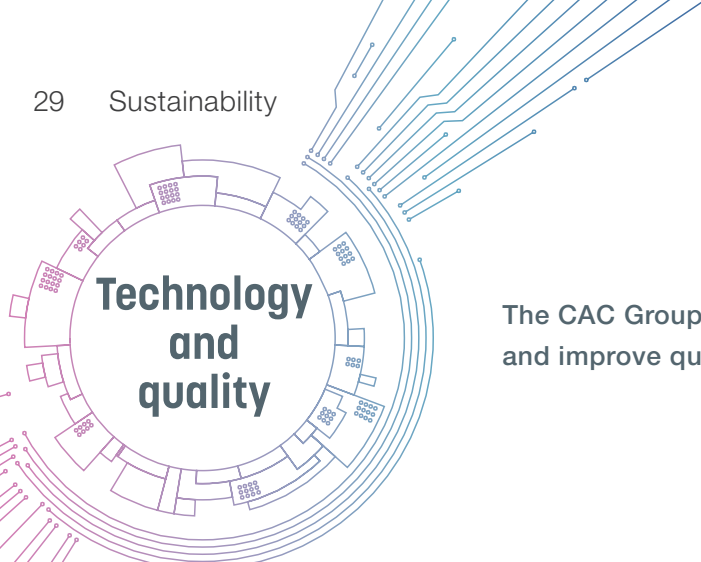 29 Sustainability
Technology
and
quality
The CAC Group
and improve qu